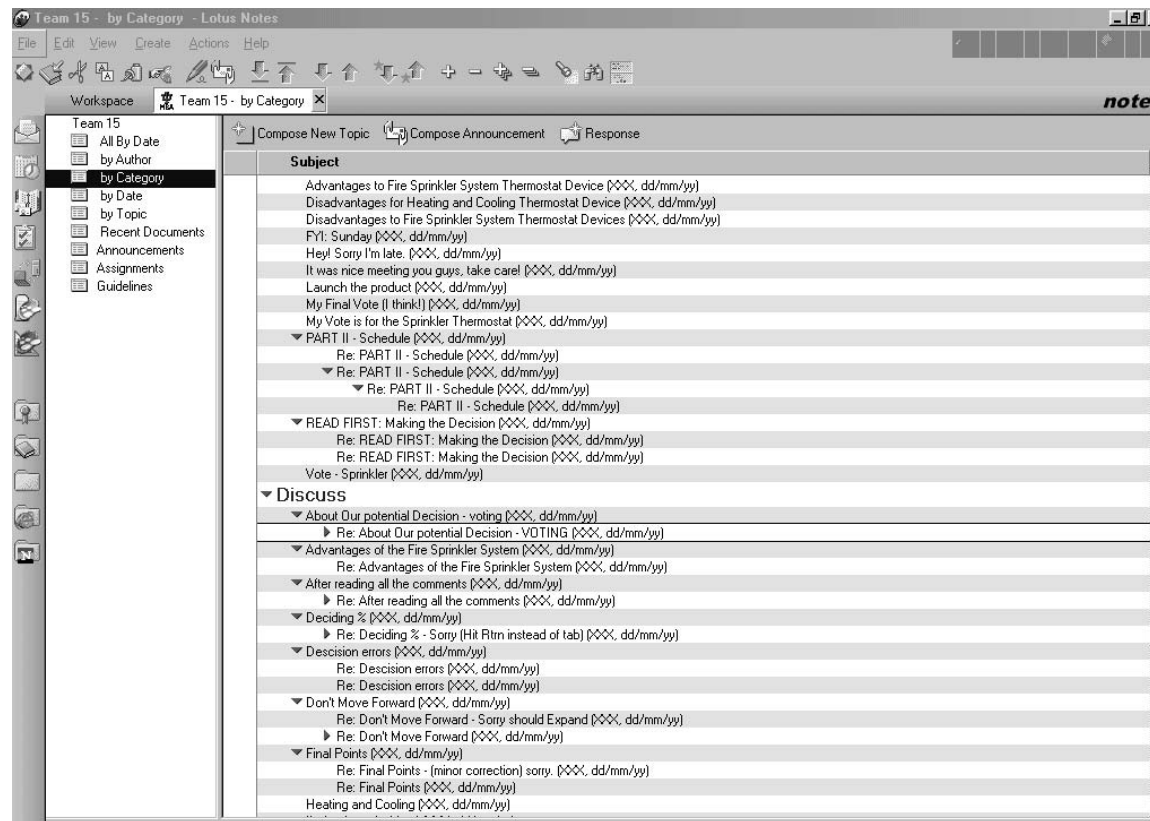 Team 15 - by Category - Lotus Notes
File Edit View Create Actions Help
Workspace Team 15 - by Category X
note
Team 15
All By Date
by Author
by Category
by Date
by Topic
Recent Documents
Announcements
Assignments
Guidelines
Compose New Topic Compose Announcement Response
Subject
Advantages to Fire Sprinkler System Thermostat Device (XXX, dd/mm/yy)
Disadvantages for Heating and Cooling Thermostat Device (XXX, dd/mm/yy)
Disadvantages to Fire Sprinkler System Thermostat Devices (XXX, dd/mm/yy)
FYI: Sunday (XXX, dd/mm/yy)
Hey! Sorry I'm late. (XXX, dd/mm/yy)
It was nice meeting you guys, take care! (XXX, dd/mm/yy)
Launch the product (XXX, dd/mm/yy)
My Final Vote (I think!) (XXX, dd/mm/yy)
My Vote is for the Sprinkler Thermostat (XXX, dd/mm/yy)
PART II - Schedule (XXX, dd/mm/yy)
Re: PART II - Schedule (XXX, dd/mm/yy)
Re: PART II - Schedule (XXX, dd/mm/yy)
Re: PART II - Schedule (XXX, dd/mm/yy)
Re: PART II - Schedule (XXX, dd/mm/yy)
READ FIRST: Making the Decision (XXX, dd/mm/yy)
Re: READ FIRST: Making the Decision (XXX, dd/mm/yy)
Re: READ FIRST: Making the Decision (XXX, dd/mm/yy)
Vote - Sprinkler (XXX, dd/mm/yy)
Discuss
About Our potential Decision - voting (XXX, dd/mm/yy)
Re: About Our potential Decision - VOTING (XXX, dd/mm/yy)
Advantages of the Fire Sprinkler System (XXX, dd/mm/yy)
Re: Advantages of the Fire Sprinkler System (XXX, dd/mm/yy)
After reading all the comments (XXX, dd/mm/yy)
Re: After reading all the comments (XXX, dd/mm/yy)
Deciding % (XXX, dd/mm/yy)
Re: Deciding % - Sorry (Hit Rtrn instead of tab) (XXX, dd/mm/yy)
Descision errors (XXX, dd/mm/yy)
Re: Descision errors (XXX, dd/mm/yy)
Re: Descision errors (XXX, dd/mm/yy)
Don't Move Forward (XXX, dd/mm/yy)
Re: Don't Move Forward - Sorry should Expand (XXX, dd/mm/yy)
Re: Don't Move Forward (XXX, dd/mm/yy)
Final Points (XXX, dd/mm/yy)
Re: Final Points - (minor correction) sorry. (XXX, dd/mm/yy)
Re: Final Points (XXX, dd/mm/yy)
Heating and Cooling (XXX, dd/mm/yy)